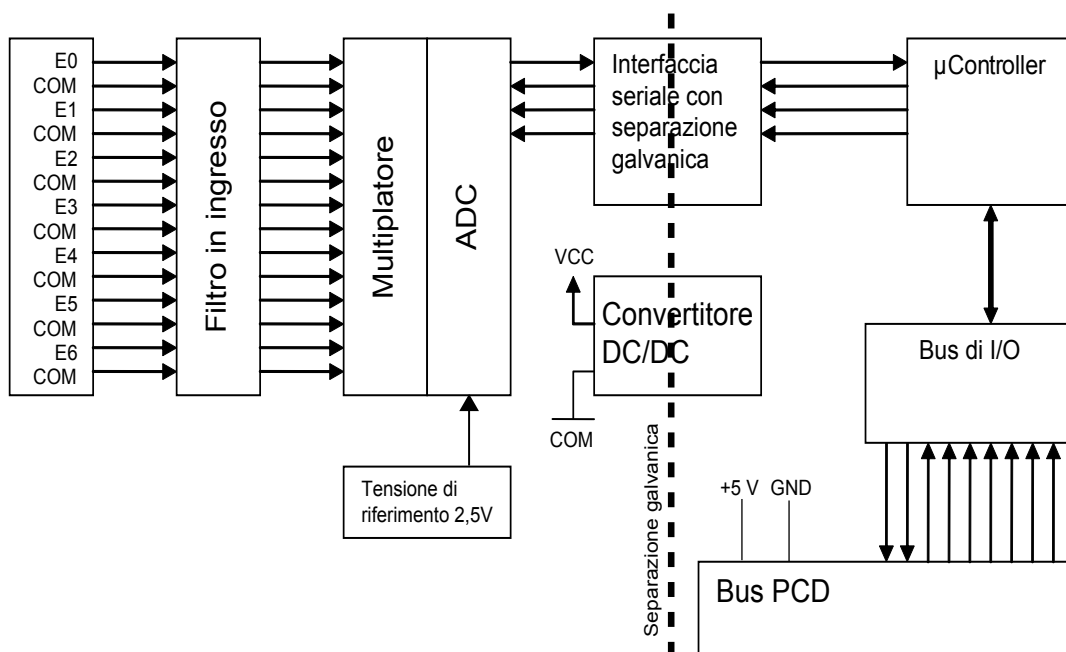 E0
COM
E1
COM
E2
COM
E3
COM
E4
COM
E5
COM
E6
COM
Filtro in ingresso
Multiplatore
ADC
Tensione di
riferimento 2,5V
Interfaccia
seriale con
separazione
galvanica
µController
VCC
Convertitore
DC/DC
COM
Bus di I/O
Separazione galvanica
+5 V
GND
Bus PCD